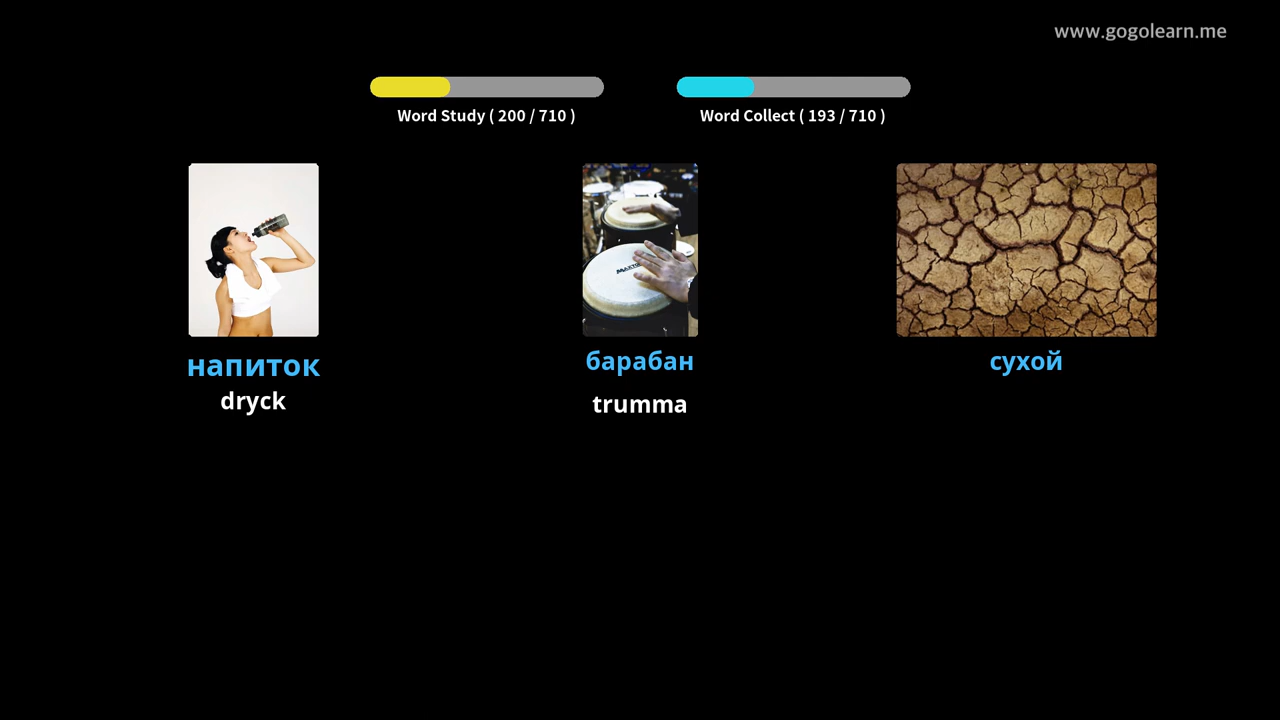 www.gogolearn.me
Word Study ( 200 / 710 )
Word Collect ( 193 / 710 )
напиток
dryck
барабан
trumma
сухой